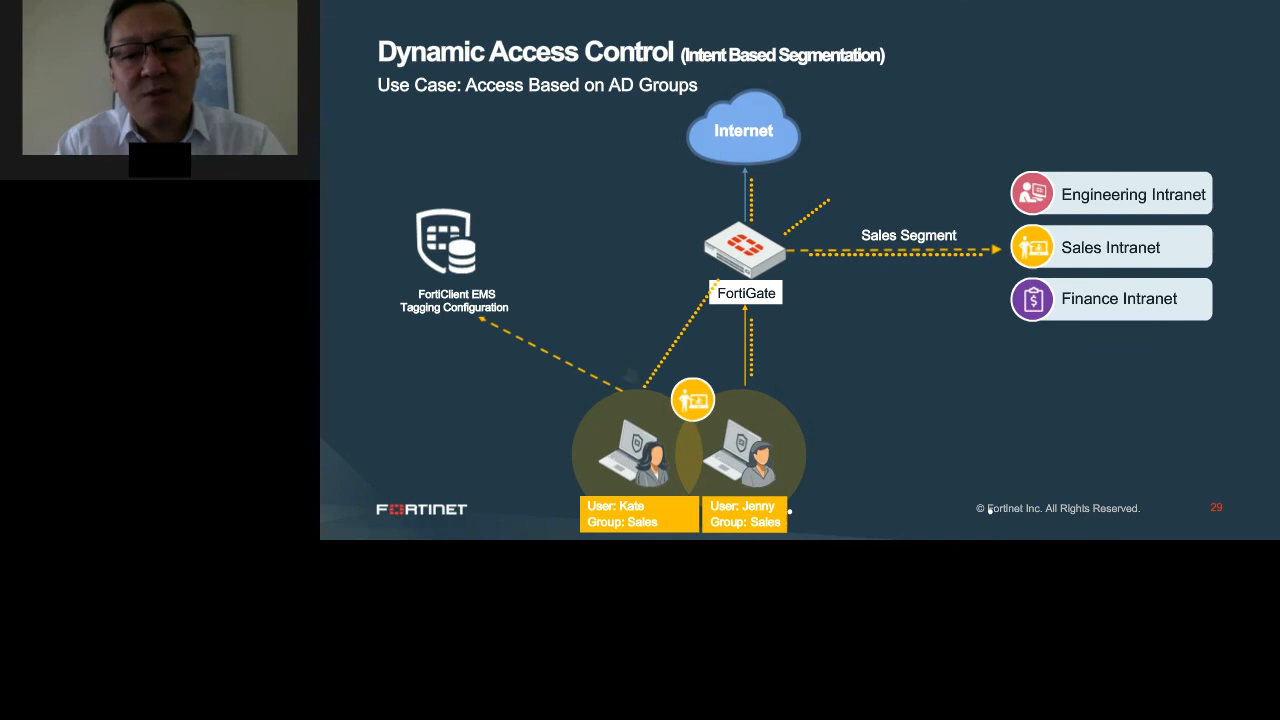 Dynamic Access Control (Intent Based Segmentation)
Use Case: Access Based on AD Groups
Internet
Engineering Intranet
Sales Segment
Sales Intranet
FortiClient EMS
Tagging Configuration
FortiGate
Finance Intranet
User: Kate
Group: Sales
User: Jenny
Group: Sales
FORTINET
© Fortinet Inc. All Rights Reserved.
29